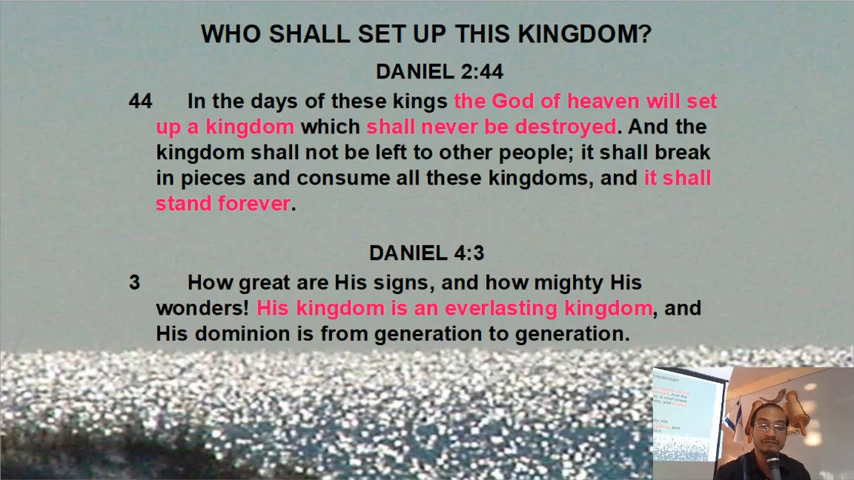 WHO SHALL SET UP THIS KINGDOM?
DANIEL 2:44
44 In the days of these kings the God of heaven will set
up a kingdom which shall never be destroyed. And the
kingdom shall not be left to other people; it shall break
in pieces and consume all these kingdoms, and it shall
stand forever.
DANIEL 4:3
3 How great are His signs, and how mighty His
wonders! His kingdom is an everlasting kingdom, and
His dominion is from generation to generation.